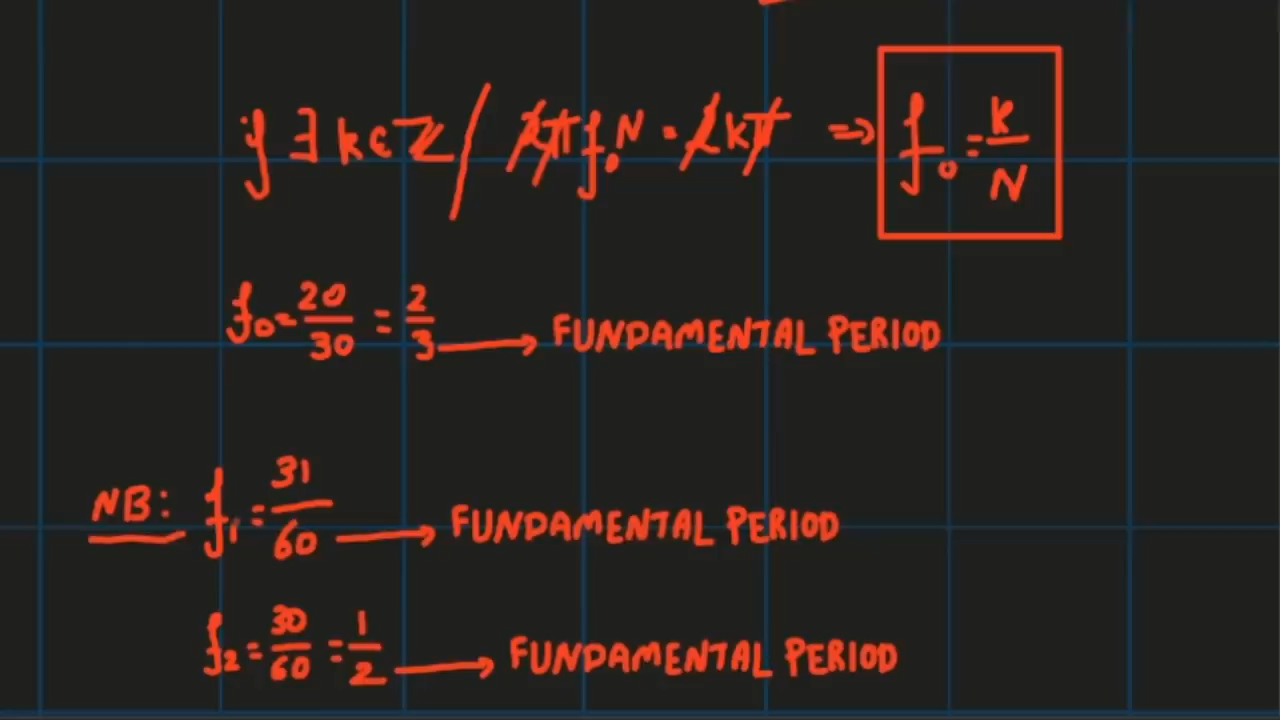 if ∃ k ∈ ℤ / 2πf₀N = 2kπ ⇒ f₀ = k/N
f₀ = 20/30 = 2/3 → FUNDAMENTAL PERIOD
NB: f₁ = 31/60 → FUNDAMENTAL PERIOD
f₂ = 30/60 = 1/2 → FUNDAMENTAL PERIOD